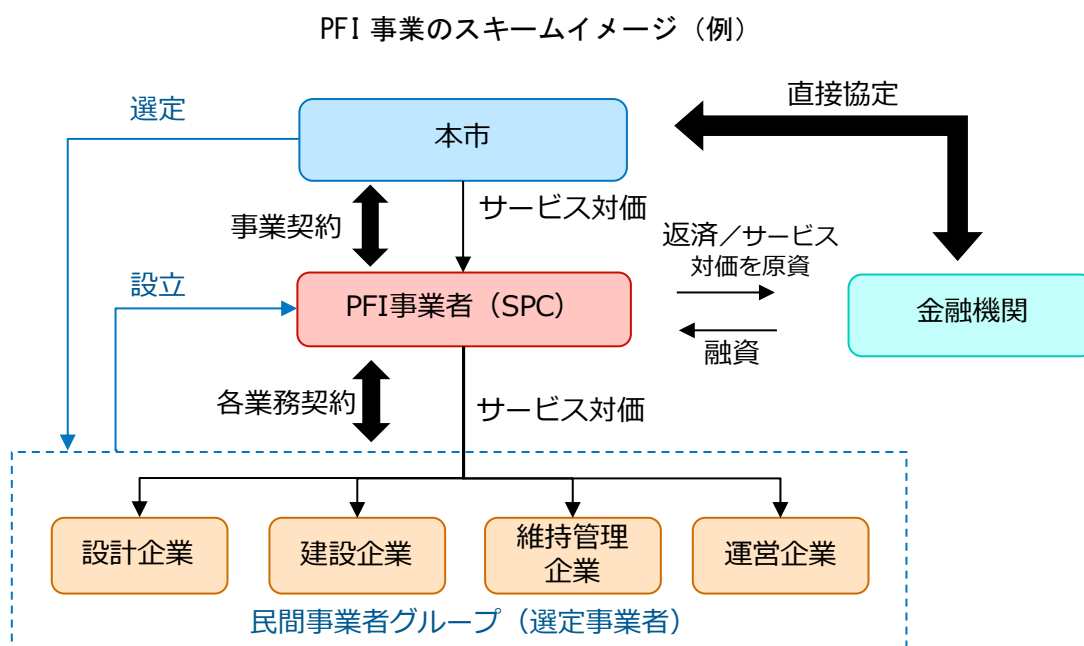 PFI 事業のスキームイメージ（例）
選定
本市
直接協定
事業契約
サービス対価
返済／サービス
対価を原資
設立
PFI事業者（SPC）
金融機関
融資
各業務契約
サービス対価
設計企業
建設企業
維持管理
企業
運営企業
民間事業者グループ（選定事業者）